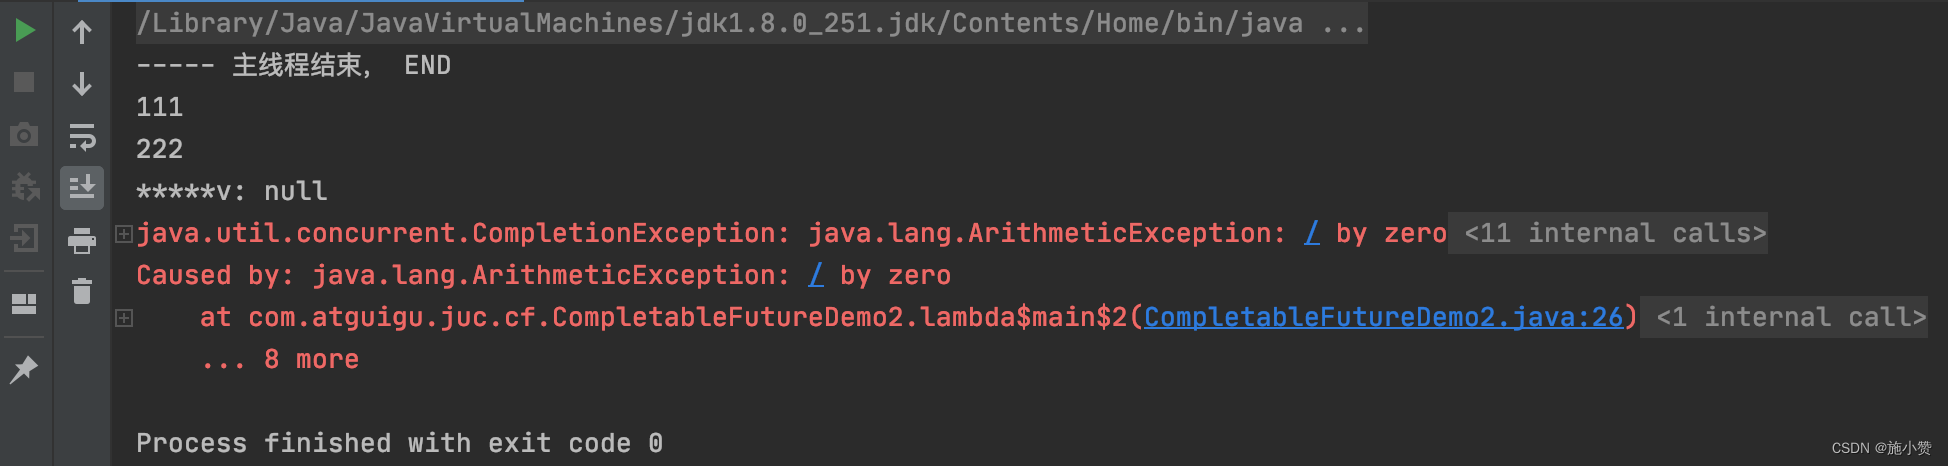 /Library/Java/JavaVirtualMachines/jdk1.8.0_251.jdk/Contents/Home/bin/java ...
----- 主线程结束， END
111
222
*****v: null
java.util.concurrent.CompletionException: java.lang.ArithmeticException: / by zero <11 internal calls>
Caused by: java.lang.ArithmeticException: / by zero
    at com.atguigu.juc.cf.CompletableFutureDemo2.lambda$main$2(CompletableFutureDemo2.java:26) <1 internal call>
    ... 8 more
Process finished with exit code 0
CSDN @施小赞